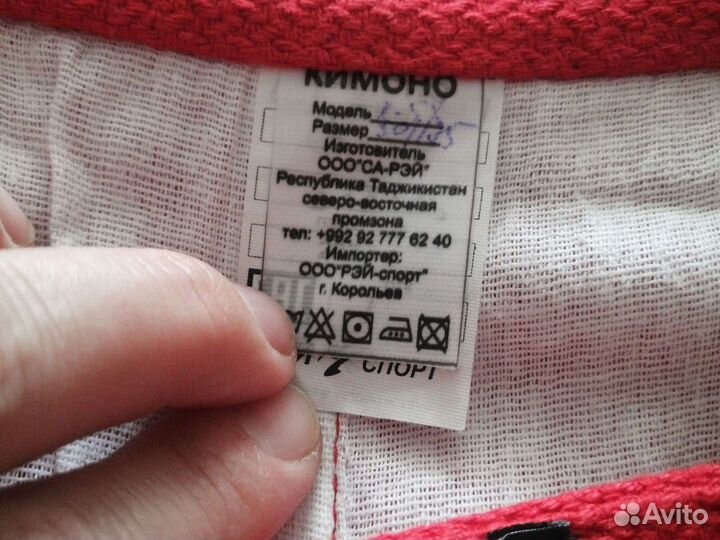 КИМОНО
Модель
Размер
Изготовитель
ООО"СА-РЭЙ"
Республика Таджикистан
северо-восточная
промзона
тел: +992 92 777 62 40
Импортер:
ООО"РЭЙ-спорт"
г. Корольев
СПОРТ
Avito